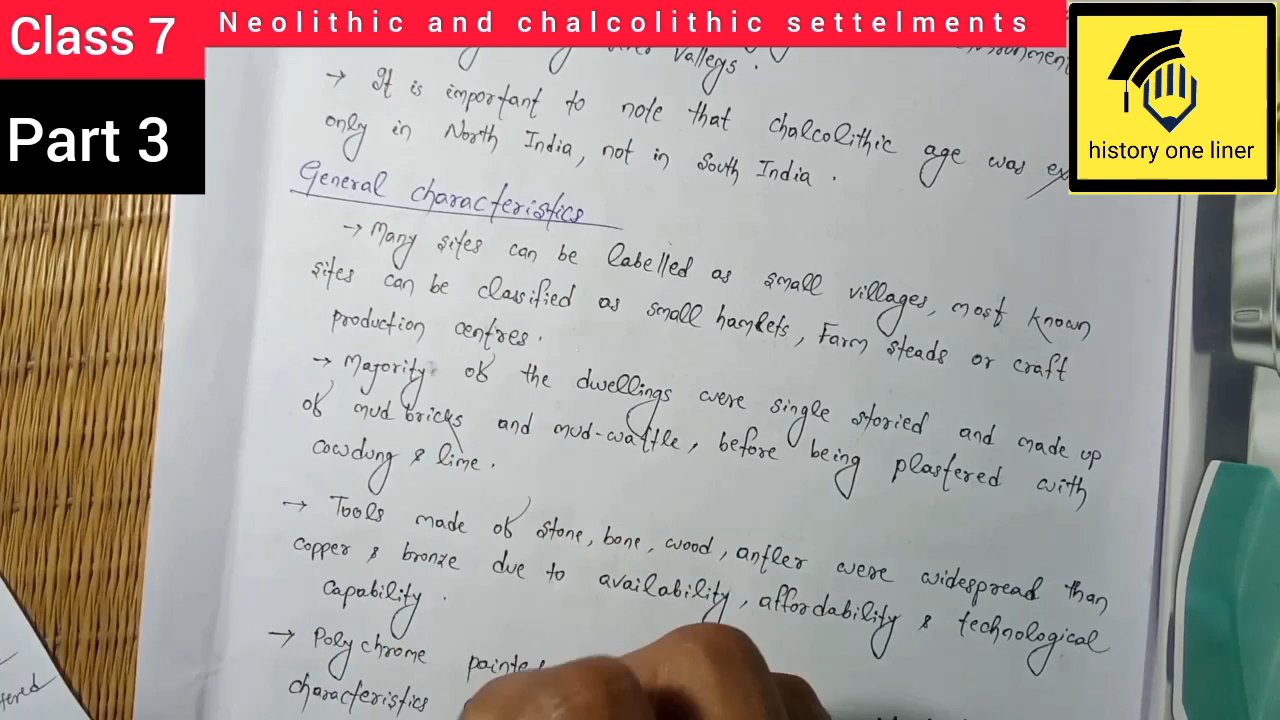 Class 7
Neolithic and chalcolithic settelments
Part 3
history one liner
valleys.
→ It is important to note that chalcolithic age was
only in North India, not in South India.
General characteristics
→ Many sites can be labelled as small villages, most known
sites can be classified as small hamlets, Farm steads or craft
production centres.
→ Majority of the dwellings were single storied and made up
of mud bricks and mud-wattle, before being plastered with
cowdung & lime.
→ Tools made of stone, bone, wood, antler were widespread than
copper & bronze due to availability, affordability & technological
capability.
→ Polychrome
characteristics